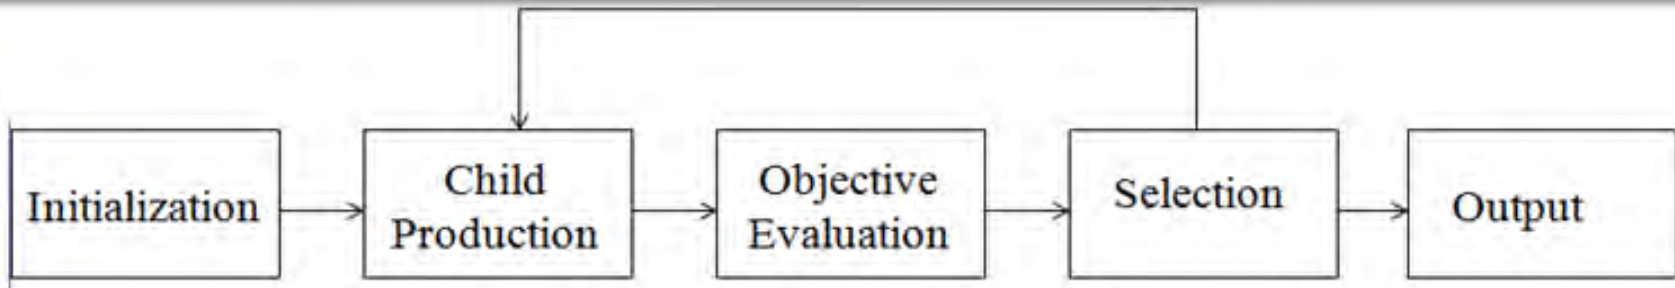 Initialization
Child
Production
Objective
Evaluation
Selection
Output